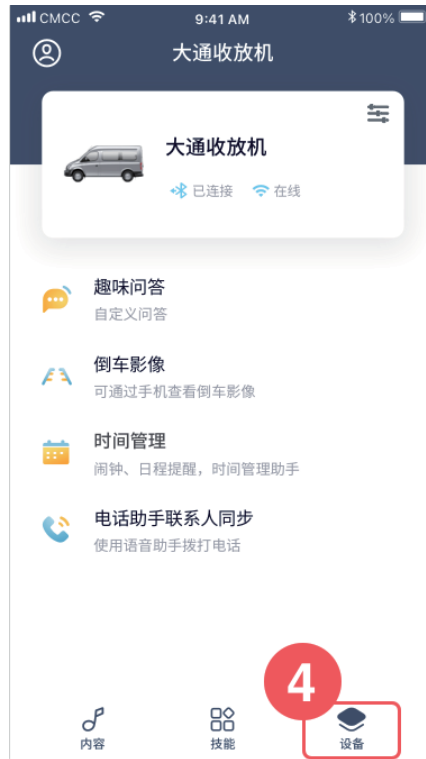 CMCC 9:41 AM 100%
大通收放机
大通收放机
已连接 在线
趣味问答
自定义问答
倒车影像
可通过手机查看倒车影像
时间管理
闹钟、日程提醒，时间管理助手
电话助手联系人同步
使用语音助手拨打电话
4
内容 技能 设备